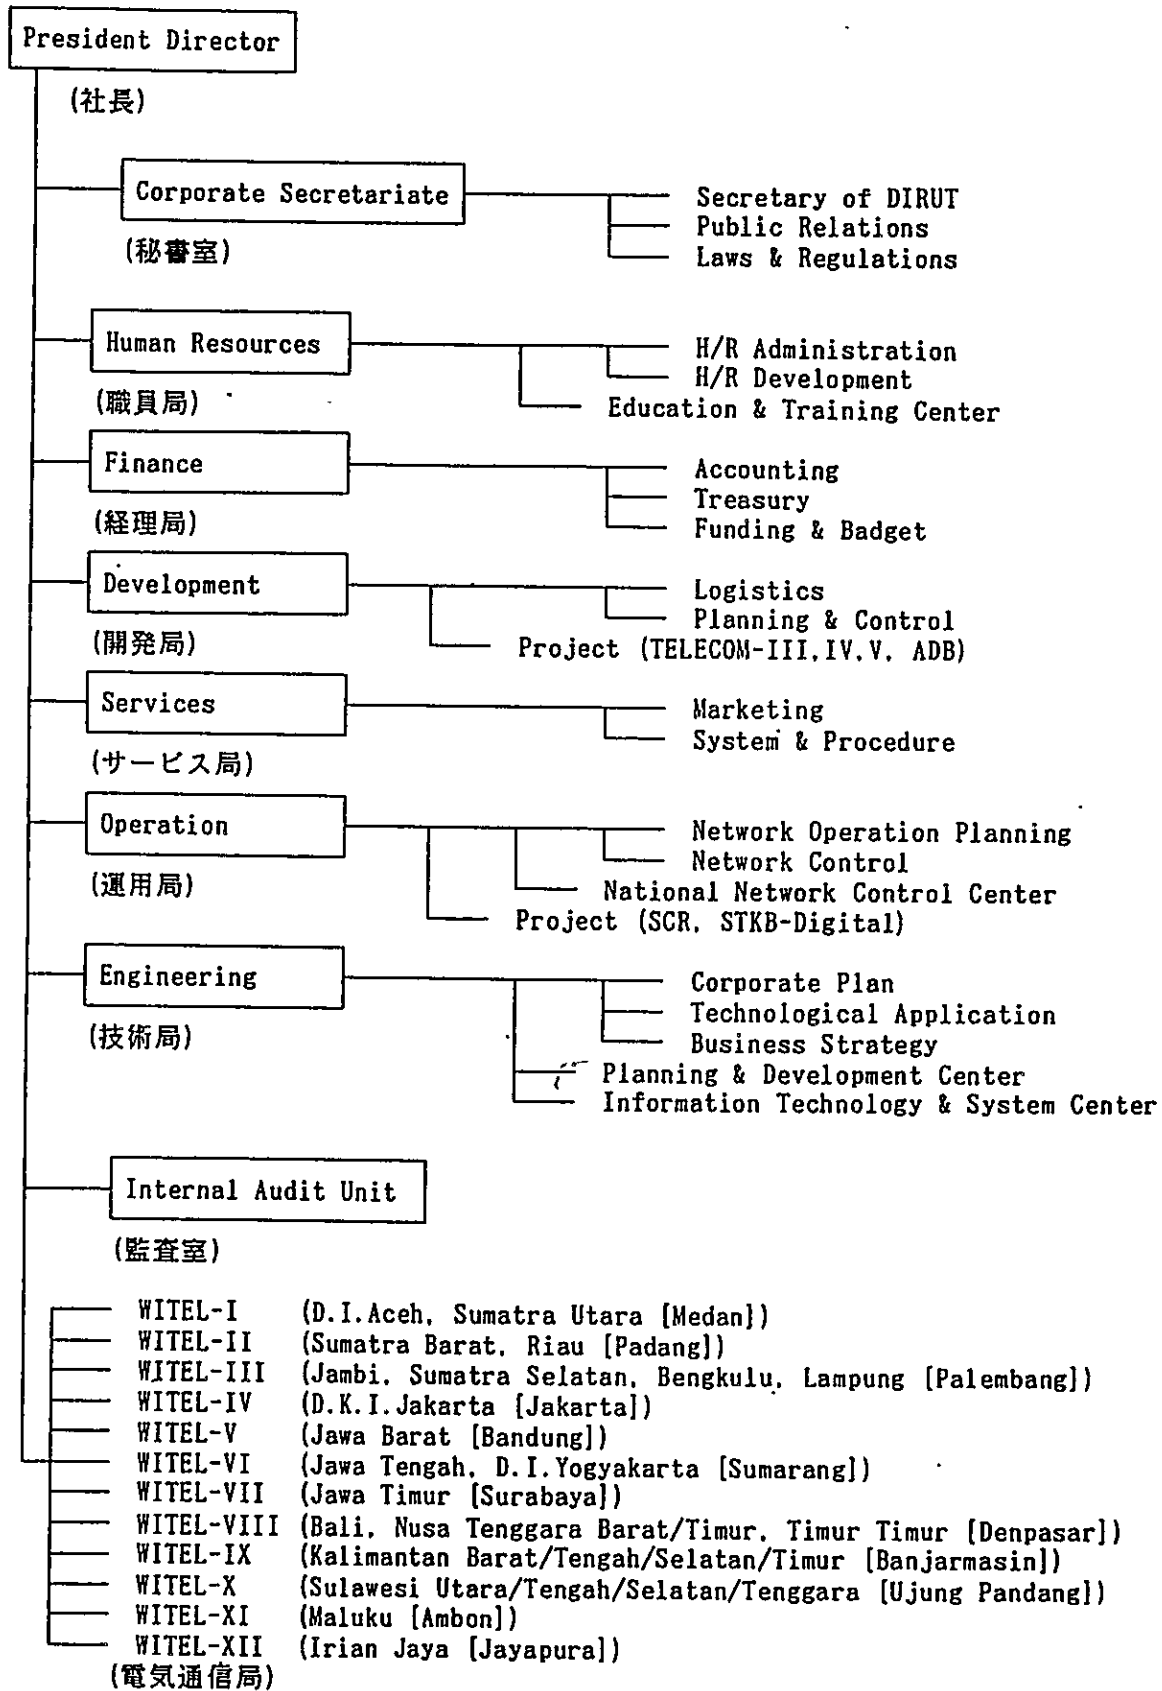 President Director
(社長)
Corporate Secretariate
Secretary of DIRUT
Public Relations
Laws & Regulations
(秘書室)
Human Resources
H/R Administration
H/R Development
Education & Training Center
(職員局)
Finance
Accounting
Treasury
Funding & Badget
(経理局)
Development
Logistics
Planning & Control
Project (TELECOM-III,IV,V, ADB)
(開発局)
Services
Marketing
System & Procedure
(サービス局)
Operation
Network Operation Planning
Network Control
National Network Control Center
Project (SCR, STKB-Digital)
(運用局)
Engineering
Corporate Plan
Technological Application
Business Strategy
Planning & Development Center
Information Technology & System Center
(技術局)
Internal Audit Unit
(監査室)
WITEL-I (D.I.Aceh, Sumatra Utara [Medan])
WITEL-II (Sumatra Barat, Riau [Padang])
WITEL-III (Jambi, Sumatra Selatan, Bengkulu, Lampung [Palembang])
WITEL-IV (D.K.I.Jakarta [Jakarta])
WITEL-V (Jawa Barat [Bandung])
WITEL-VI (Jawa Tengah, D.I.Yogyakarta [Sumarang])
WITEL-VII (Jawa Timur [Surabaya])
WITEL-VIII (Bali, Nusa Tenggara Barat/Timur, Timur Timur [Denpasar])
WITEL-IX (Kalimantan Barat/Tengah/Selatan/Timur [Banjarmasin])
WITEL-X (Sulawesi Utara/Tengah/Selatan/Tenggara [Ujung Pandang])
WITEL-XI (Maluku [Ambon])
WITEL-XII (Irian Jaya [Jayapura])
(電気通信局)